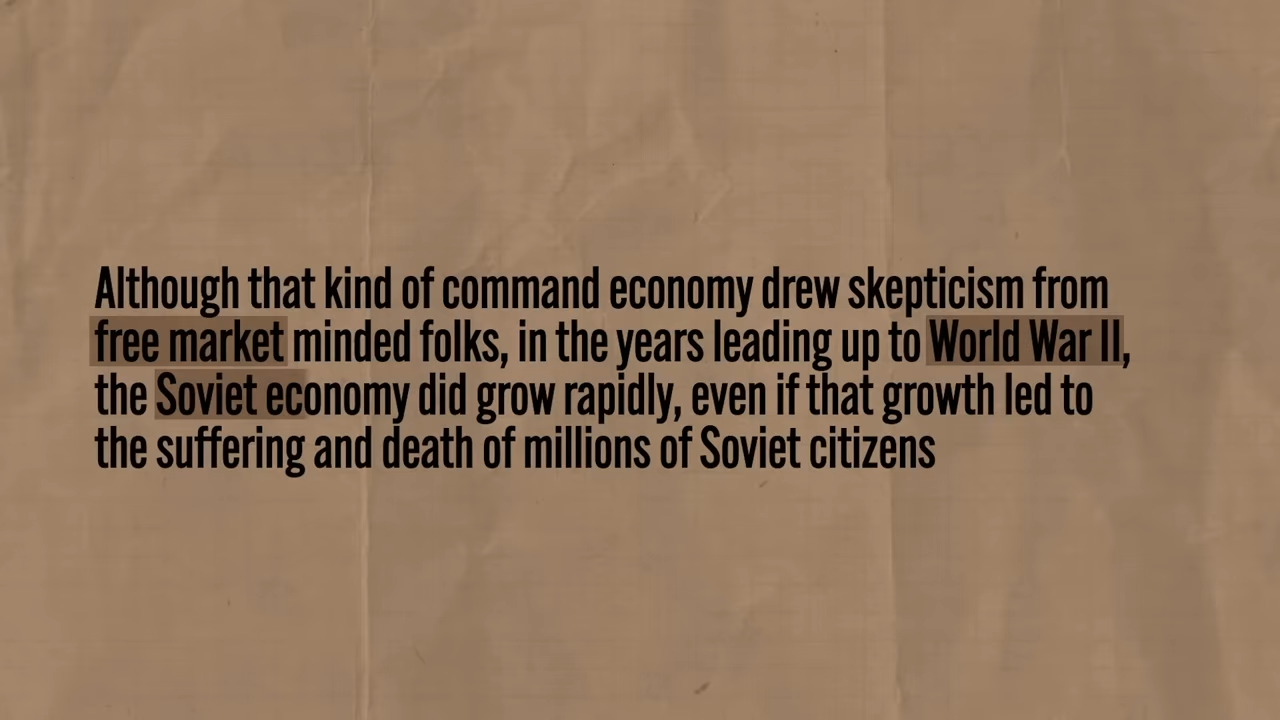 Although that kind of command economy drew skepticism from
free market minded folks, in the years leading up to World War II,
the Soviet economy did grow rapidly, even if that growth led to
the suffering and death of millions of Soviet citizens